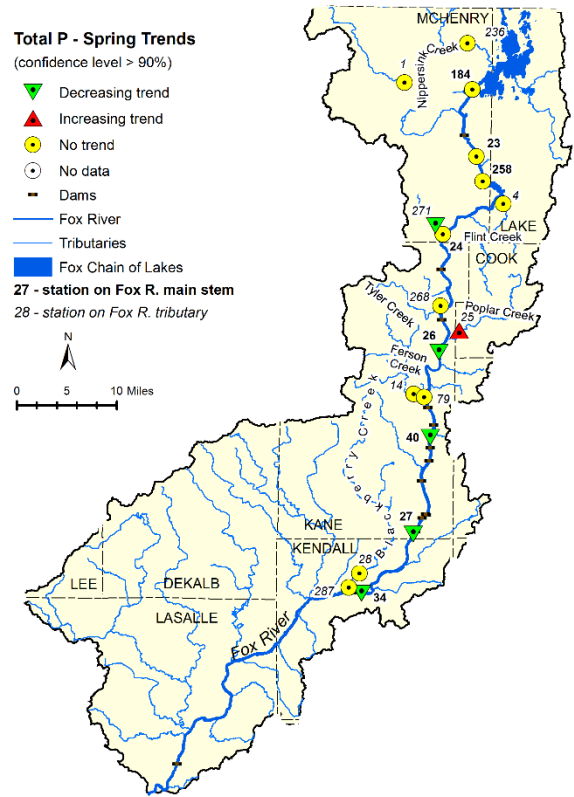 Total P - Spring Trends
(confidence level > 90%)
Decreasing trend
Increasing trend
No trend
No data
Dams
Fox River
Tributaries
Fox Chain of Lakes
27 - station on Fox R. main stem
28 - station on Fox R. tributary
N
0 5 10 Miles
MCHENRY
236
Nippersink Creek
1
184
23
258
4
271
LAKE
24
Flint Creek
COOK
268
Tyler Creek
Poplar Creek
25
26
Ferson
Creek
14
79
40
Blackberry Creek
27
KANE
KENDALL
28
287
34
LEE
DEKALB
LASALLE
Fox River